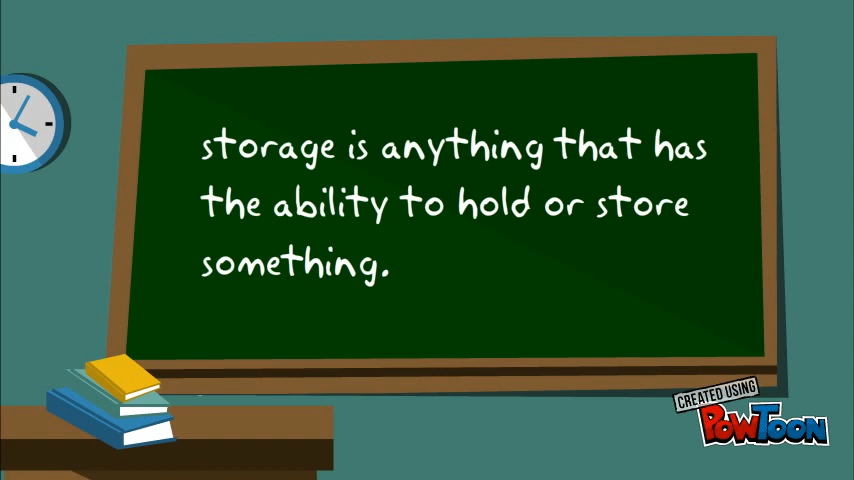 storage is anything that has
the ability to hold or store
something.
CREATED USING
POWTOON